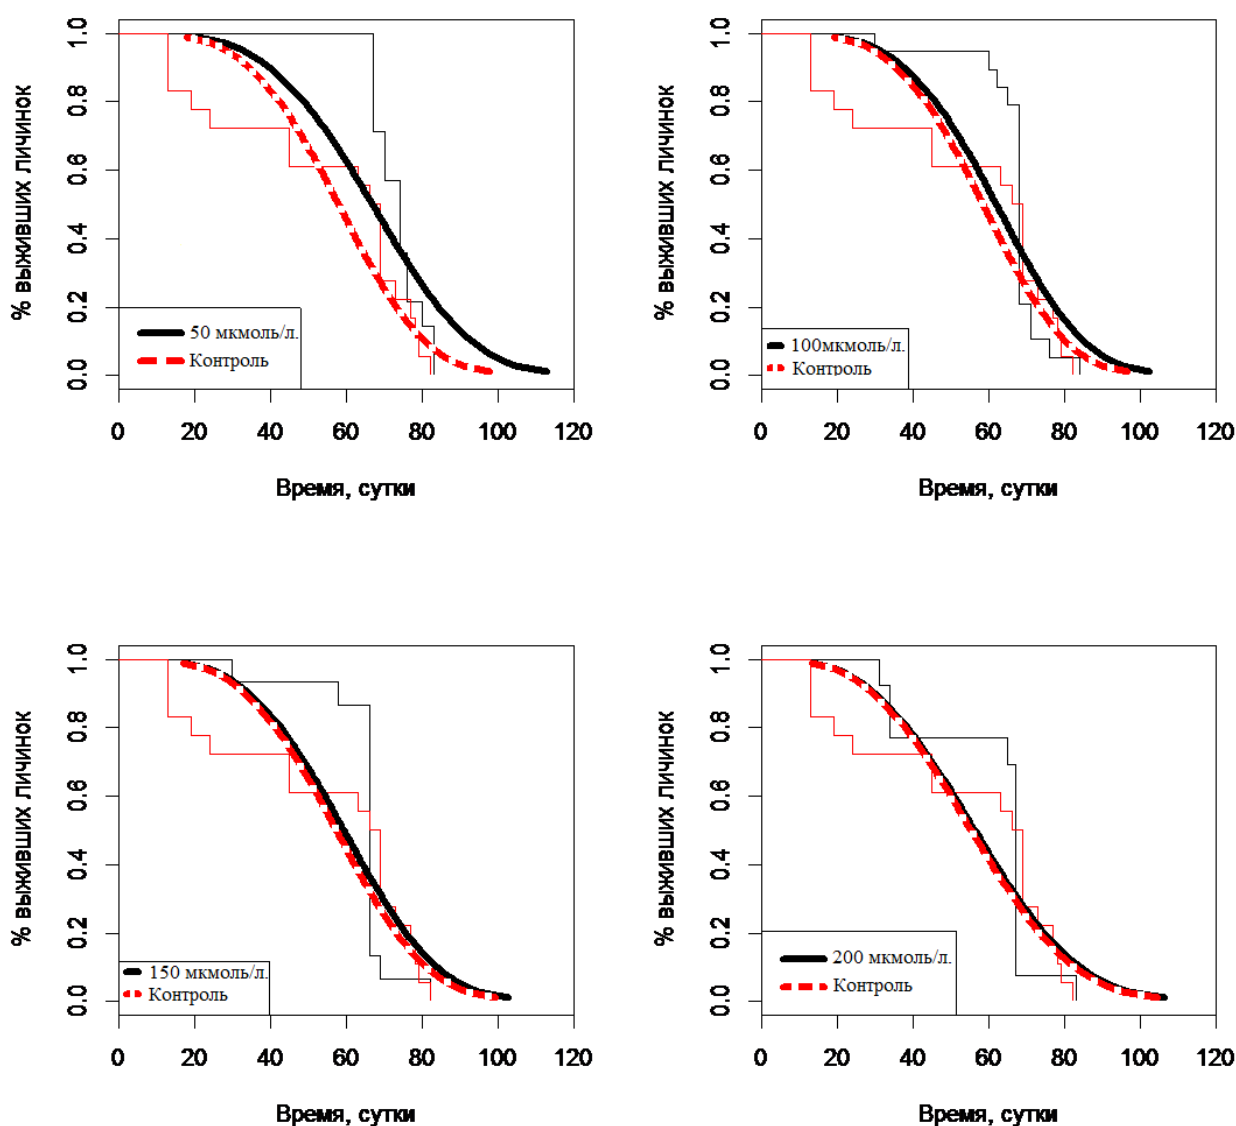 % выживших личинок
1.0
0.8
0.6
0.4
0.2
0.0
50 мкмоль/л.
Контроль
0 20 40 60 80 100 120
Время, сутки
% выживших личинок
1.0
0.8
0.6
0.4
0.2
0.0
100мкмоль/л.
Контроль
0 20 40 60 80 100 120
Время, сутки
% выживших личинок
1.0
0.8
0.6
0.4
0.2
0.0
150 мкмоль/л.
Контроль
0 20 40 60 80 100 120
Время, сутки
% выживших личинок
1.0
0.8
0.6
0.4
0.2
0.0
200 мкмоль/л.
Контроль
0 20 40 60 80 100 120
Время, сутки